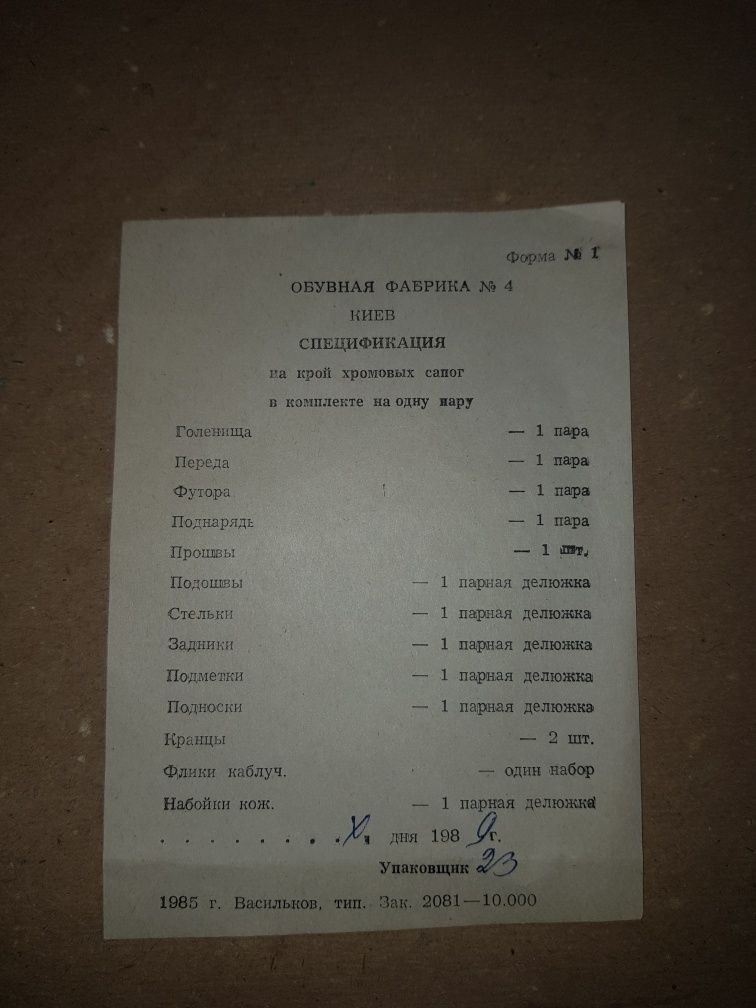 Форма № 1
ОБУВНАЯ ФАБРИКА № 4
КИЕВ
СПЕЦИФИКАЦИЯ
на крой хромовых сапог
в комплекте на одну пару
Голенища — 1 пара
Переда — 1 пара
Футора — 1 пара
Поднарядь — 1 пара
Прошвы — 1 шт.
Подошвы — 1 парная делюжка
Стельки — 1 парная делюжка
Задники — 1 парная делюжка
Подметки — 1 парная делюжка
Подноски — 1 парная делюжка
Кранцы — 2 шт.
Флики каблуч. — один набор
Набойки кож. — 1 парная делюжка
. . . . . . . . X, дня 1989г.
Упаковщик 23
1985 г. Васильков, тип. Зак. 2081—10.000